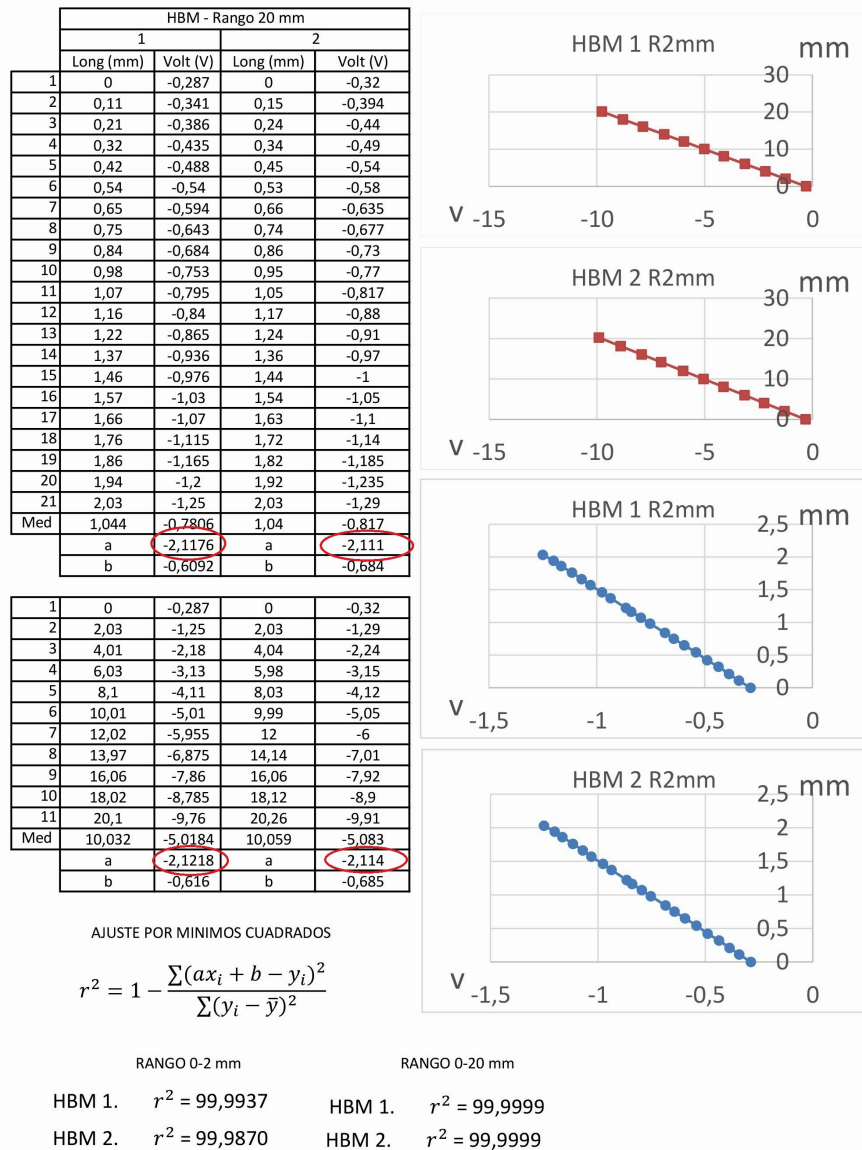 HBM - Rango 20 mm
1 2
Long (mm) Volt (V) Long (mm) Volt (V)
1 0 -0,287 0 -0,32
2 0,11 -0,341 0,15 -0,394
3 0,21 -0,386 0,24 -0,44
4 0,32 -0,435 0,34 -0,49
5 0,42 -0,488 0,45 -0,54
6 0,54 -0,54 0,53 -0,58
7 0,65 -0,594 0,66 -0,635
8 0,75 -0,643 0,74 -0,677
9 0,84 -0,684 0,86 -0,73
10 0,98 -0,753 0,95 -0,77
11 1,07 -0,795 1,05 -0,817
12 1,16 -0,84 1,17 -0,88
13 1,22 -0,865 1,24 -0,91
14 1,37 -0,936 1,36 -0,97
15 1,46 -0,976 1,44 -1
16 1,57 -1,03 1,54 -1,05
17 1,66 -1,07 1,63 -1,1
18 1,76 -1,115 1,72 -1,14
19 1,86 -1,165 1,82 -1,185
20 1,94 -1,2 1,92 -1,235
21 2,03 -1,25 2,03 -1,29
Med 1,044 -0,7806 1,04 -0,817
a -2,1176 a -2,111
b -0,6092 b -0,684
1 0 -0,287 0 -0,32
2 2,03 -1,25 2,03 -1,29
3 4,01 -2,18 4,04 -2,24
4 6,03 -3,13 5,98 -3,15
5 8,1 -4,11 8,03 -4,12
6 10,01 -5,01 9,99 -5,05
7 12,02 -5,955 12 -6
8 13,97 -6,875 14,14 -7,01
9 16,06 -7,86 16,06 -7,92
10 18,02 -8,785 18,12 -8,9
11 20,1 -9,76 20,26 -9,91
Med 10,032 -5,0184 10,059 -5,083
a -2,1218 a -2,114
b -0,616 b -0,685
AJUSTE POR MINIMOS CUADRADOS
r² = 1 − ∑(axᵢ + b − yᵢ)² / ∑(yᵢ − ȳ)²
RANGO 0-2 mm
HBM 1. r² = 99,9937
HBM 2. r² = 99,9870
RANGO 0-20 mm
HBM 1. r² = 99,9999
HBM 2. r² = 99,9999
HBM 1 R2mm
mm
30
20
10
0
V -15 -10 -5 0
HBM 2 R2mm
mm
30
20
10
0
V -15 -10 -5 0
HBM 1 R2mm
mm
2,5
2
1,5
1
0,5
0
V -1,5 -1 -0,5 0
HBM 2 R2mm
mm
2,5
2
1,5
1
0,5
0
V -1,5 -1 -0,5 0